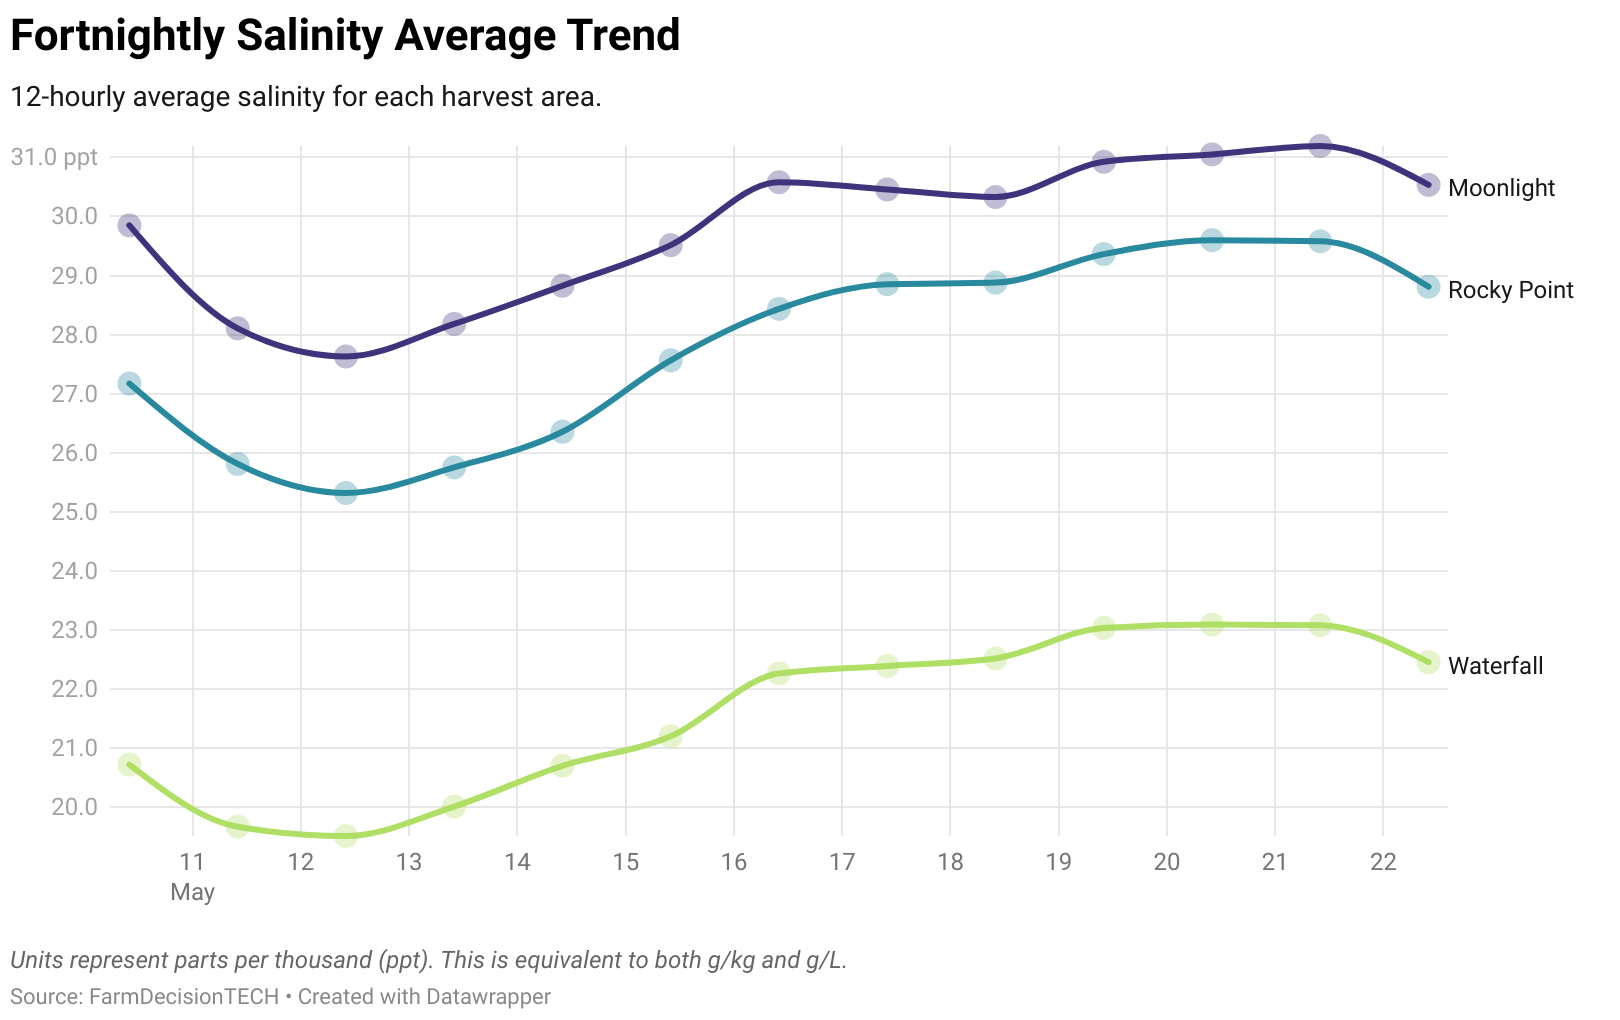 Fortnightly Salinity Average Trend
12-hourly average salinity for each harvest area.
31.0 ppt
30.0
29.0
28.0
27.0
26.0
25.0
24.0
23.0
22.0
21.0
20.0
Moonlight
Rocky Point
Waterfall
11 12 13 14 15 16 17 18 19 20 21 22
May
Units represent parts per thousand (ppt). This is equivalent to both g/kg and g/L.
Source: FarmDecisionTECH • Created with Datawrapper